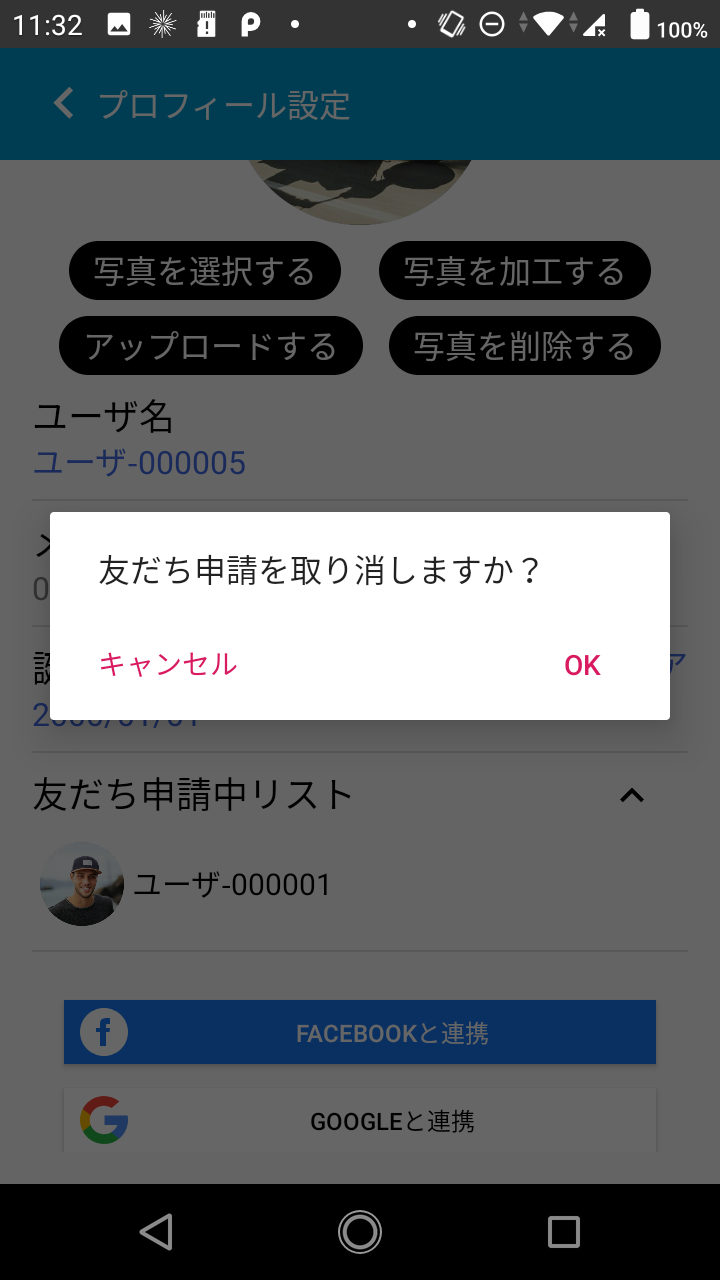 11:32
100%
プロフィール設定
写真を選択する
写真を加工する
アップロードする
写真を削除する
ユーザ名
ユーザ-000005
友だち申請を取り消しますか？
キャンセル
OK
友だち申請中リスト
ユーザ-000001
FACEBOOKと連携
GOOGLEと連携